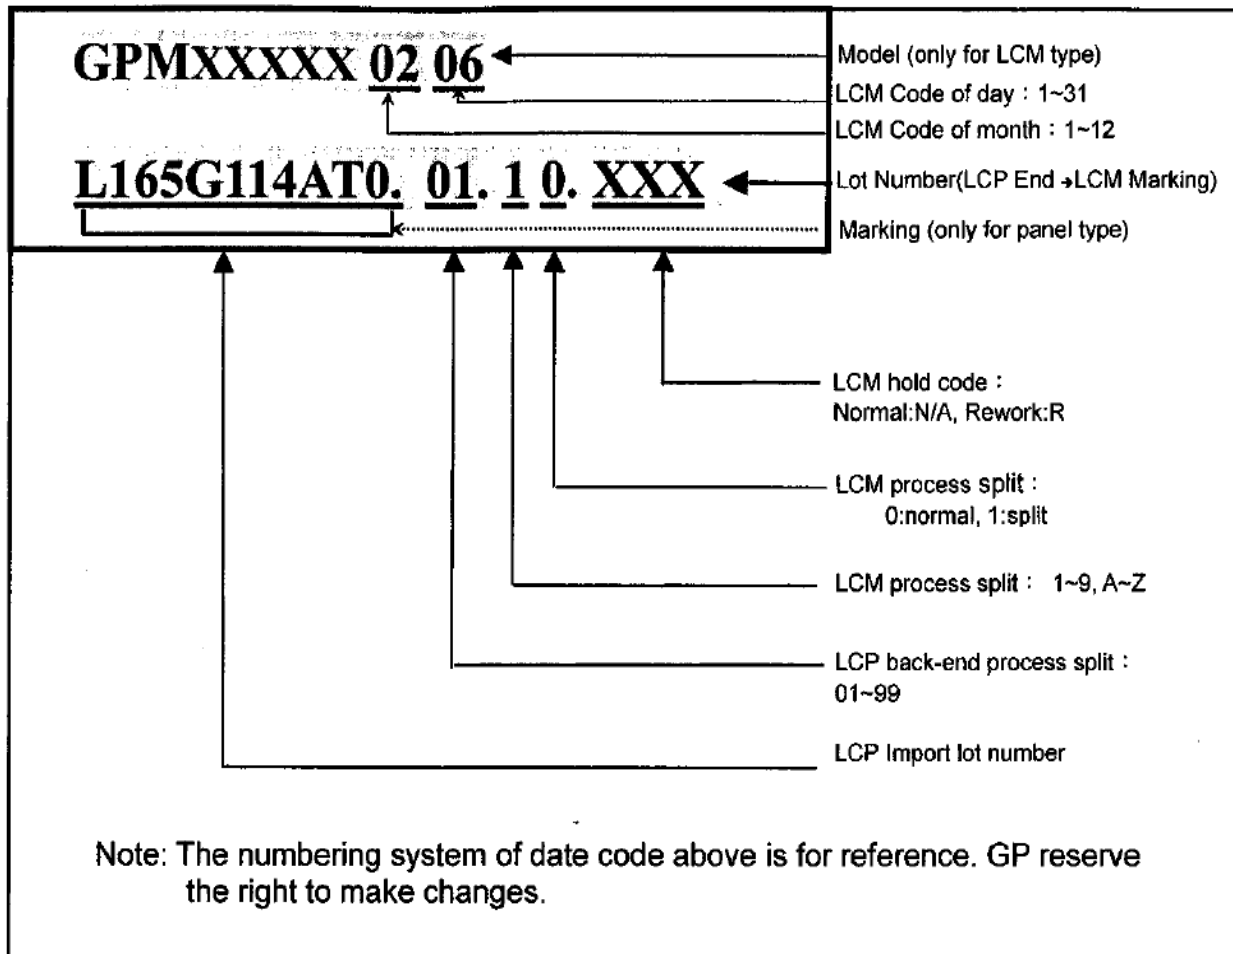 GPMXXXXX 02 06
Model (only for LCM type)
LCM Code of day : 1~31
LCM Code of month : 1~12
L165G114AT0. 01. 1 0. XXX
Lot Number(LCP End →LCM Marking)
Marking (only for panel type)
LCM hold code :
Normal:N/A, Rework:R
LCM process split :
0:normal, 1:split
LCM process split : 1~9, A~Z
LCP back-end process split :
01~99
LCP Import lot number
Note: The numbering system of date code above is for reference. GP reserve
the right to make changes.